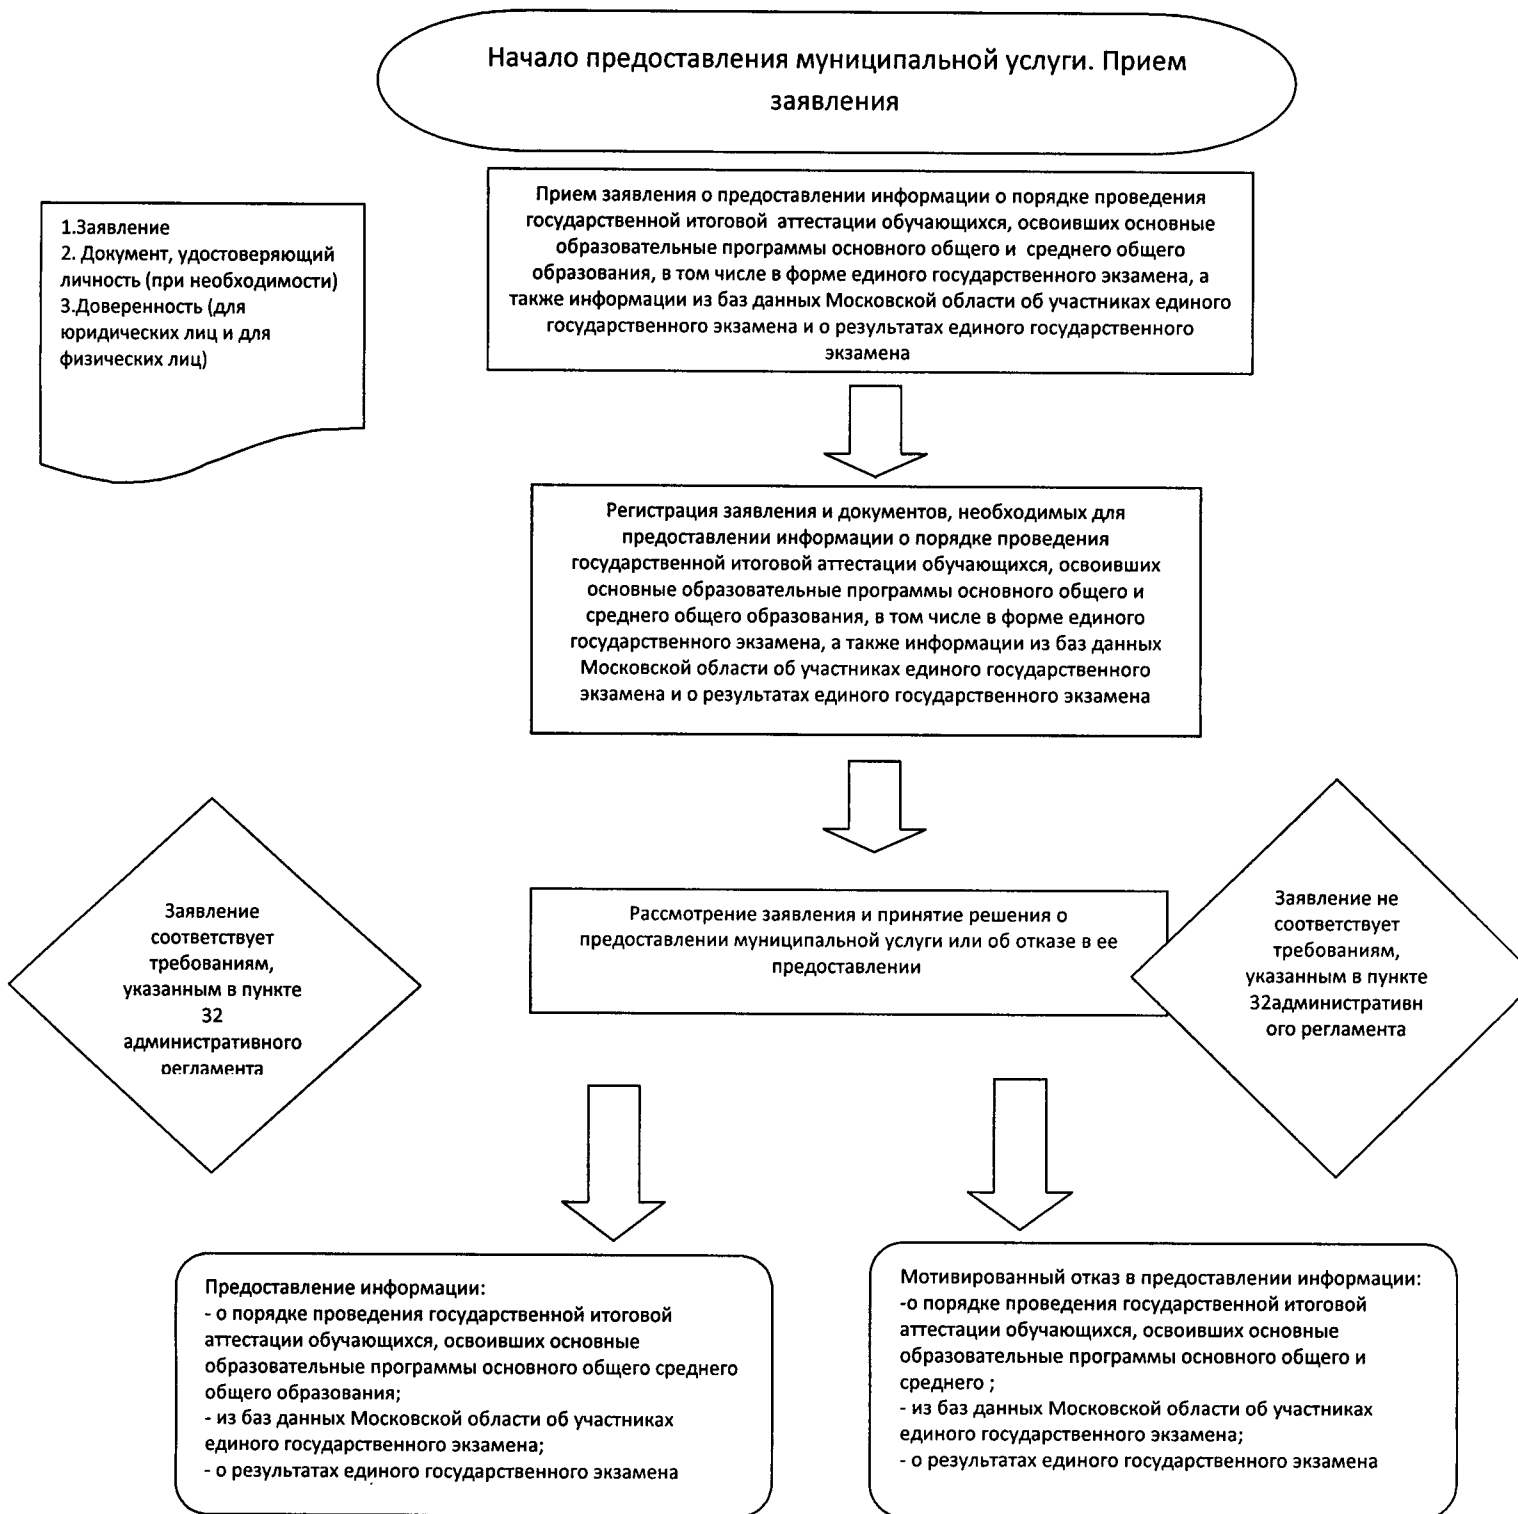 Начало предоставления муниципальной услуги. Прием
заявления
Прием заявления о предоставлении информации о порядке проведения
государственной итоговой аттестации обучающихся, освоивших основные
образовательные программы основного общего и среднего общего
образования, в том числе в форме единого государственного экзамена, а
также информации из баз данных Московской области об участниках единого
государственного экзамена и о результатах единого государственного
экзамена
1.Заявление
2. Документ, удостоверяющий
личность (при необходимости)
3.Доверенность (для
юридических лиц и для
физических лиц)
Регистрация заявления и документов, необходимых для
предоставлении информации о порядке проведения
государственной итоговой аттестации обучающихся, освоивших
основные образовательные программы основного общего и
среднего общего образования, в том числе в форме единого
государственного экзамена, а также информации из баз данных
Московской области об участниках единого государственного
экзамена и о результатах единого государственного экзамена
Заявление
соответствует
требованиям,
указанным в пункте
32
административного
регламента
Рассмотрение заявления и принятие решения о
предоставлении муниципальной услуги или об отказе в ее
предоставлении
Заявление не
соответствует
требованиям,
указанным в пункте
32административн
ого регламента
Предоставление информации:
- о порядке проведения государственной итоговой
аттестации обучающихся, освоивших основные
образовательные программы основного общего среднего
общего образования;
- из баз данных Московской области об участниках
единого государственного экзамена;
- о результатах единого государственного экзамена
Мотивированный отказ в предоставлении информации:
-о порядке проведения государственной итоговой
аттестации обучающихся, освоивших основные
образовательные программы основного общего и
среднего ;
- из баз данных Московской области об участниках
единого государственного экзамена;
- о результатах единого государственного экзамена